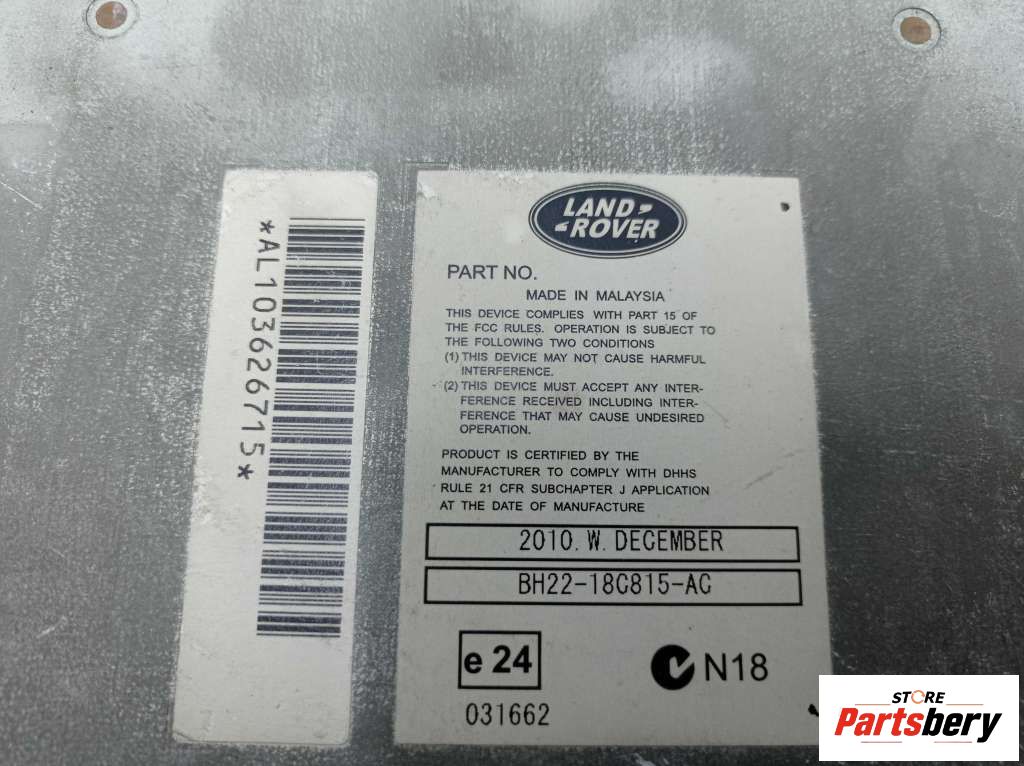 *AL103626715*
LAND
ROVER
PART NO.
MADE IN MALAYSIA
THIS DEVICE COMPLIES WITH PART 15 OF
THE FCC RULES. OPERATION IS SUBJECT TO
THE FOLLOWING TWO CONDITIONS
(1) THIS DEVICE MAY NOT CAUSE HARMFUL
INTERFERENCE.
(2) THIS DEVICE MUST ACCEPT ANY INTER-
FERENCE RECEIVED INCLUDING INTER-
FERENCE THAT MAY CAUSE UNDESIRED
OPERATION.
PRODUCT IS CERTIFIED BY THE
MANUFACTURER TO COMPLY WITH DHHS
RULE 21 CFR SUBCHAPTER J APPLICATION
AT THE DATE OF MANUFACTURE
2010. W. DECEMBER
BH22-18C815-AC
e 24
N18
031662
STORE
Partsbery